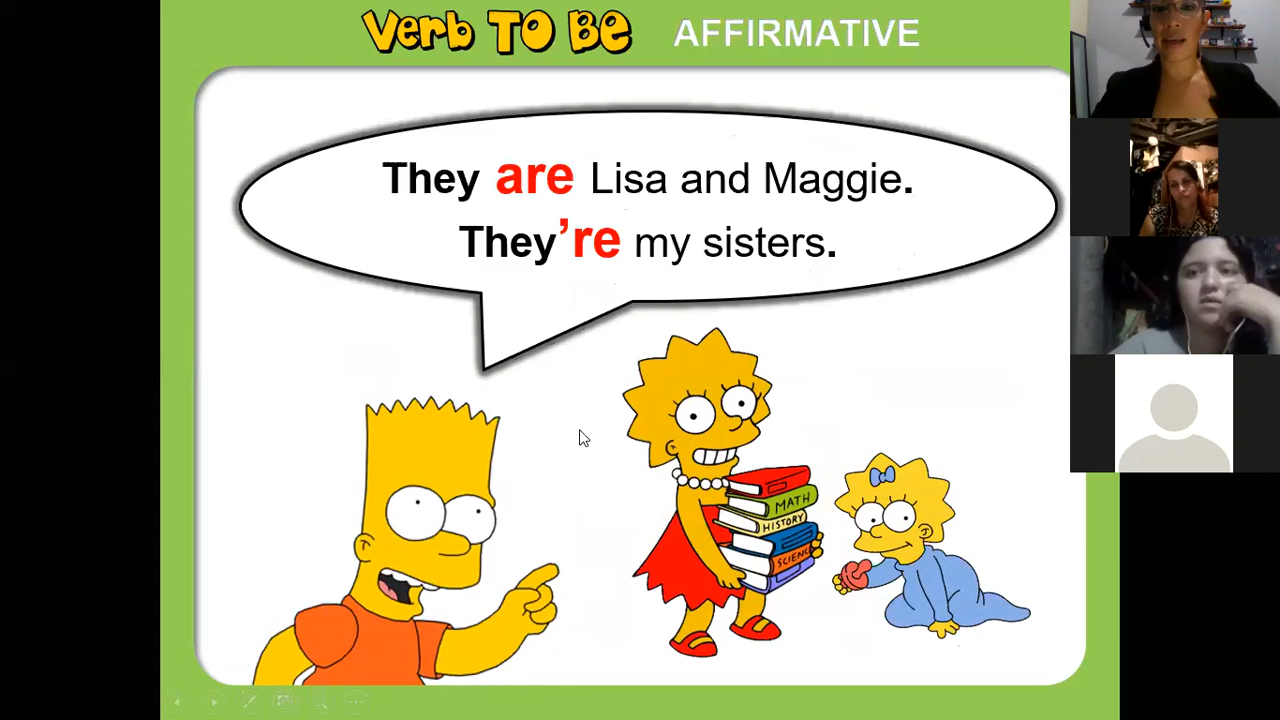 Verb TO BE AFFIRMATIVE
They are Lisa and Maggie.
They're my sisters.
MATH
HISTORY
SCIENCE